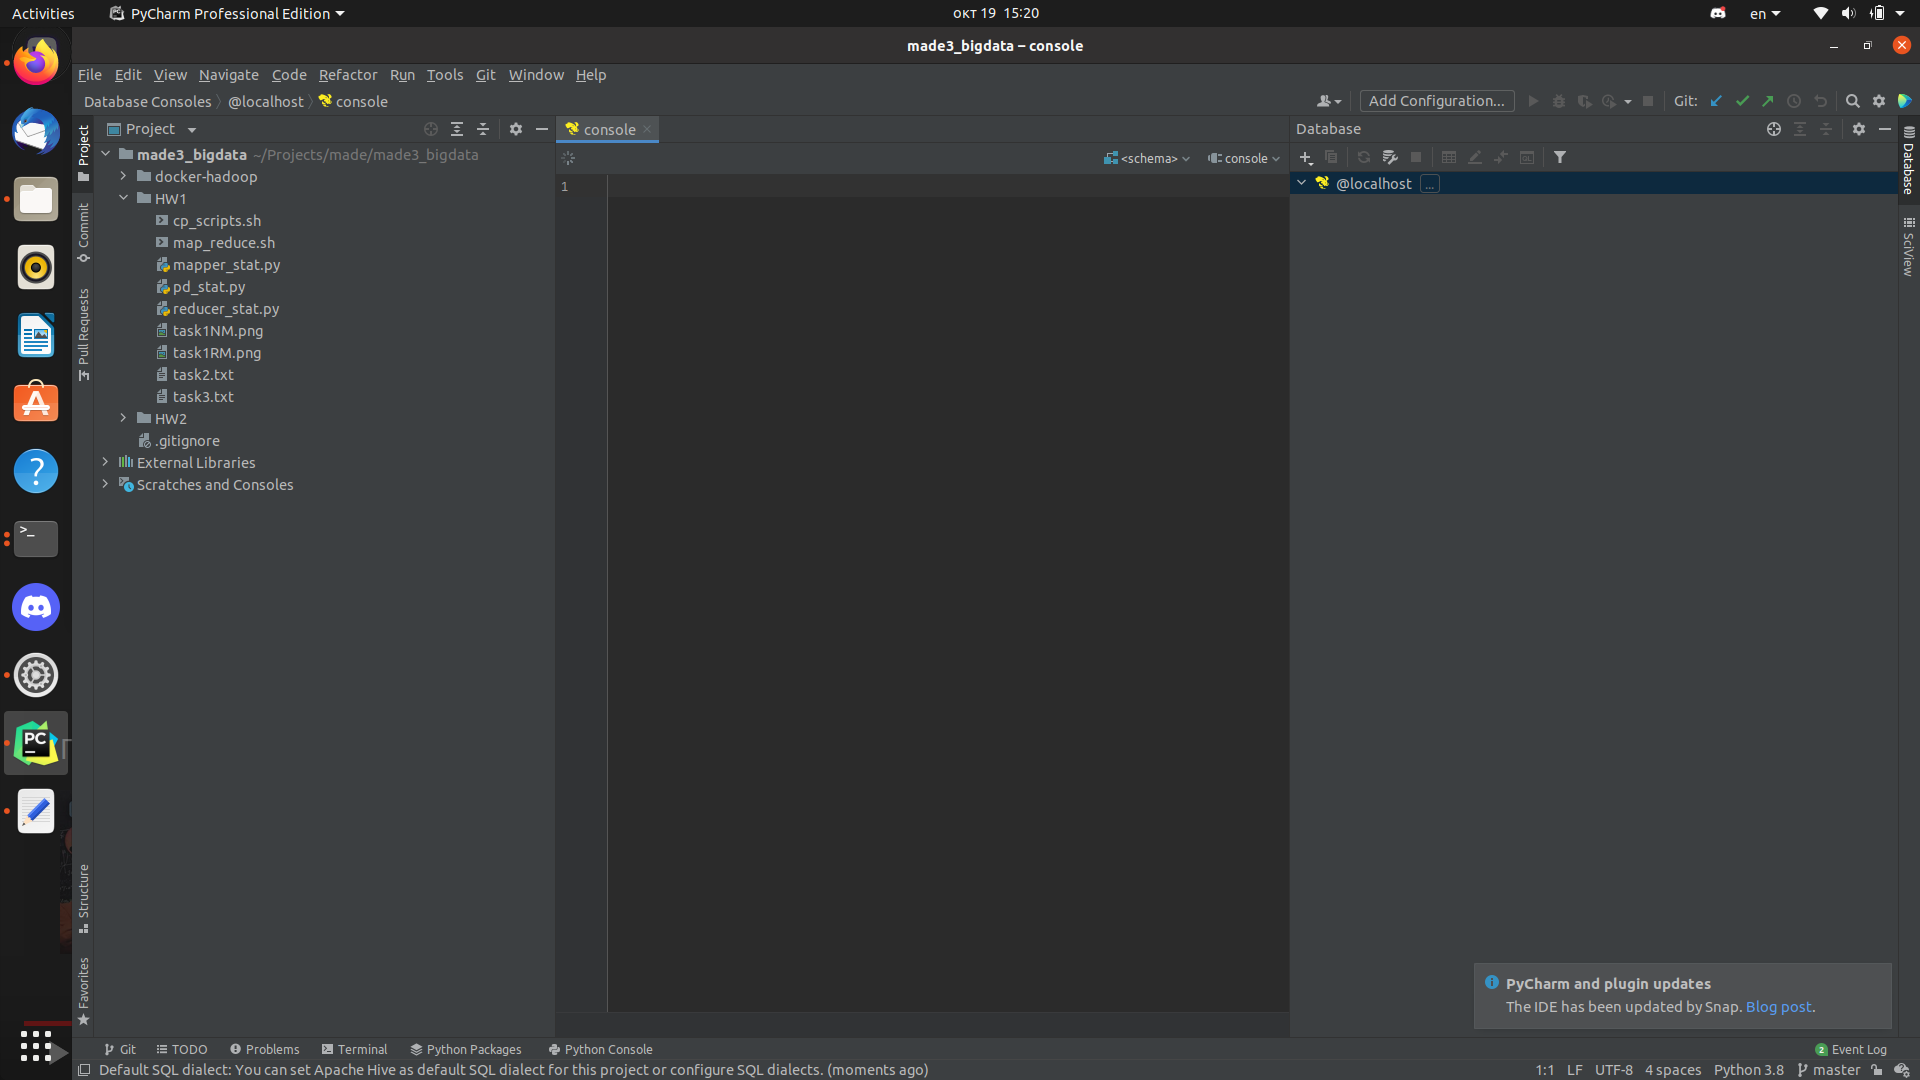 Activities
PyCharm Professional Edition
окт 19 15:20
en
made3_bigdata – console
File Edit View Navigate Code Refactor Run Tools Git Window Help
Database Consoles @localhost console
Add Configuration...
Git:
Project
console
Database
<schema>
console
1
@localhost ...
made3_bigdata ~/Projects/made/made3_bigdata
docker-hadoop
HW1
cp_scripts.sh
map_reduce.sh
mapper_stat.py
pd_stat.py
reducer_stat.py
task1NM.png
task1RM.png
task2.txt
task3.txt
HW2
.gitignore
External Libraries
Scratches and Consoles
Project
Commit
Pull Requests
Structure
Favorites
Database
SciView
PC
PyCharm and plugin updates
The IDE has been updated by Snap. Blog post.
Git TODO Problems Terminal Python Packages Python Console
2 Event Log
Default SQL dialect: You can set Apache Hive as default SQL dialect for this project or configure SQL dialects. (moments ago)
1:1 LF UTF-8 4 spaces Python 3.8 master